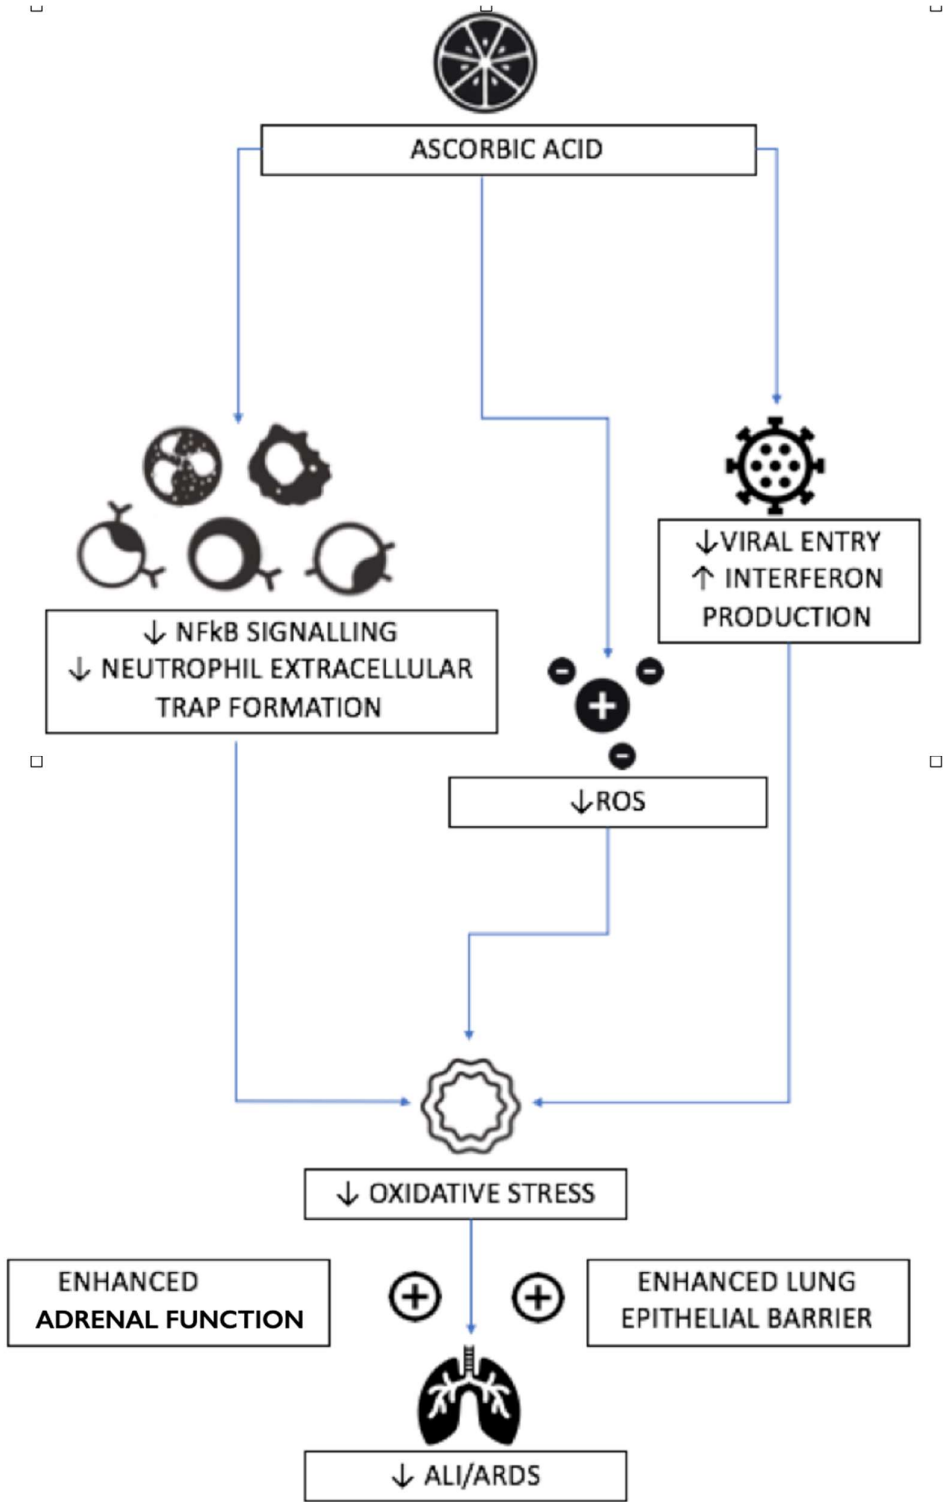 ASCORBIC ACID
↓ NFkB SIGNALLING
↓ NEUTROPHIL EXTRACELLULAR
TRAP FORMATION
↓VIRAL ENTRY
↑ INTERFERON
PRODUCTION
↓ROS
↓ OXIDATIVE STRESS
ENHANCED
ADRENAL FUNCTION
ENHANCED LUNG
EPITHELIAL BARRIER
↓ ALI/ARDS